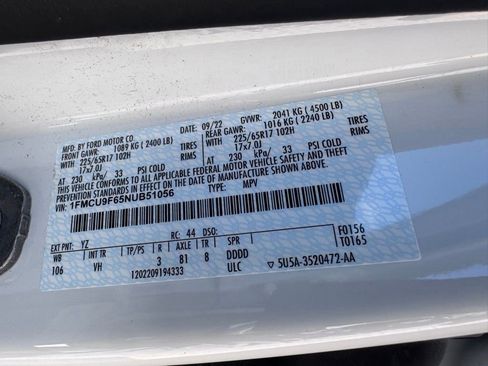 MFD. BY FORD MOTOR CO 09/22 GVWR: 2041 KG (4500 LB)
FRONT GAWR: 1089 KG (2400 LB) REAR GAWR: 1016 KG (2240 LB)
225/65R17 102H TIRES WITH 225/65R17 102H TIRES
17x7.0J RIMS 17x7.0J RIMS
AT 230 kPa/ 33 PSI COLD AT 230 kPa/ 33 PSI COLD
THIS VEHICLE CONFORMS TO ALL APPLICABLE FEDERAL MOTOR VEHICLE SAFETY AND THEFT
PREVENTION STANDARDS IN EFFECT ON THE DATE OF MANUFACTURE SHOWN ABOVE.
1FMCU9F65NUB51056 TYPE: MPV
F0156
T0165
EXT PNT: YZ RC: 44 DSO:
WB INT TR TP/PS R AXLE TR SPR
106 VH 3 81 8 DDDD
1202209194333 ULC 5U5A-3520472-AA